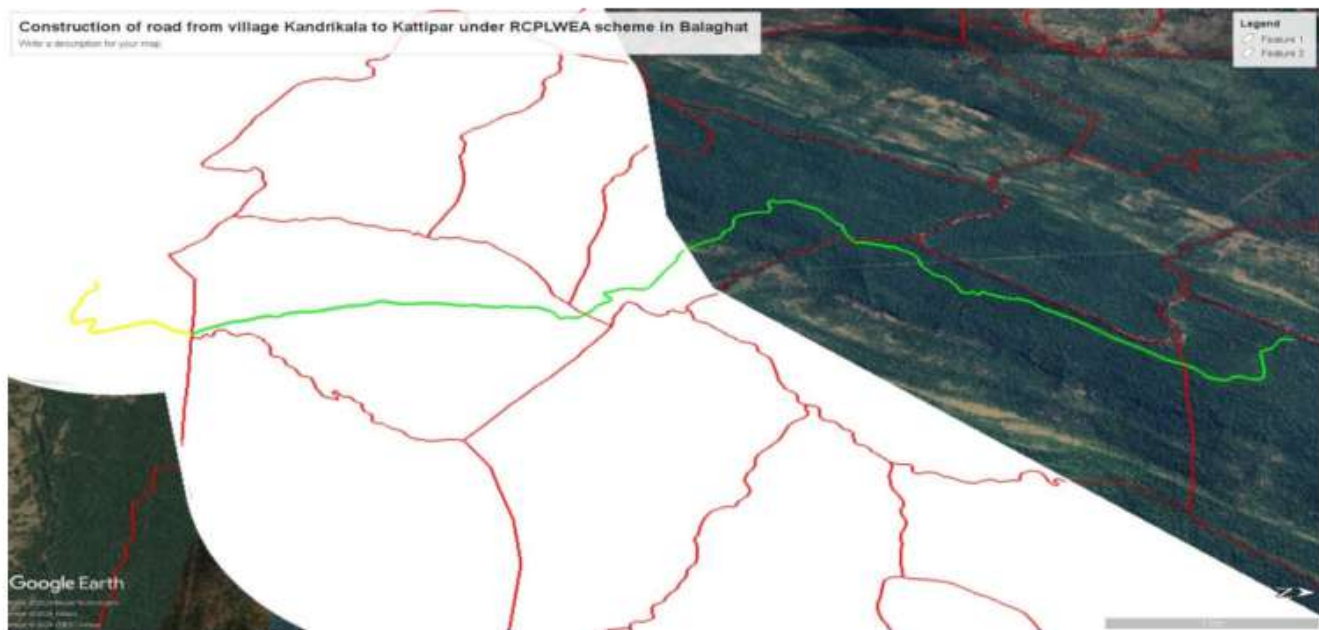 Construction of road from village Kandrikala to Kattipar under RCPLWEA scheme in Balaghat
Write a description for your map.
Legend
Feature 1
Feature 2
Google Earth
N